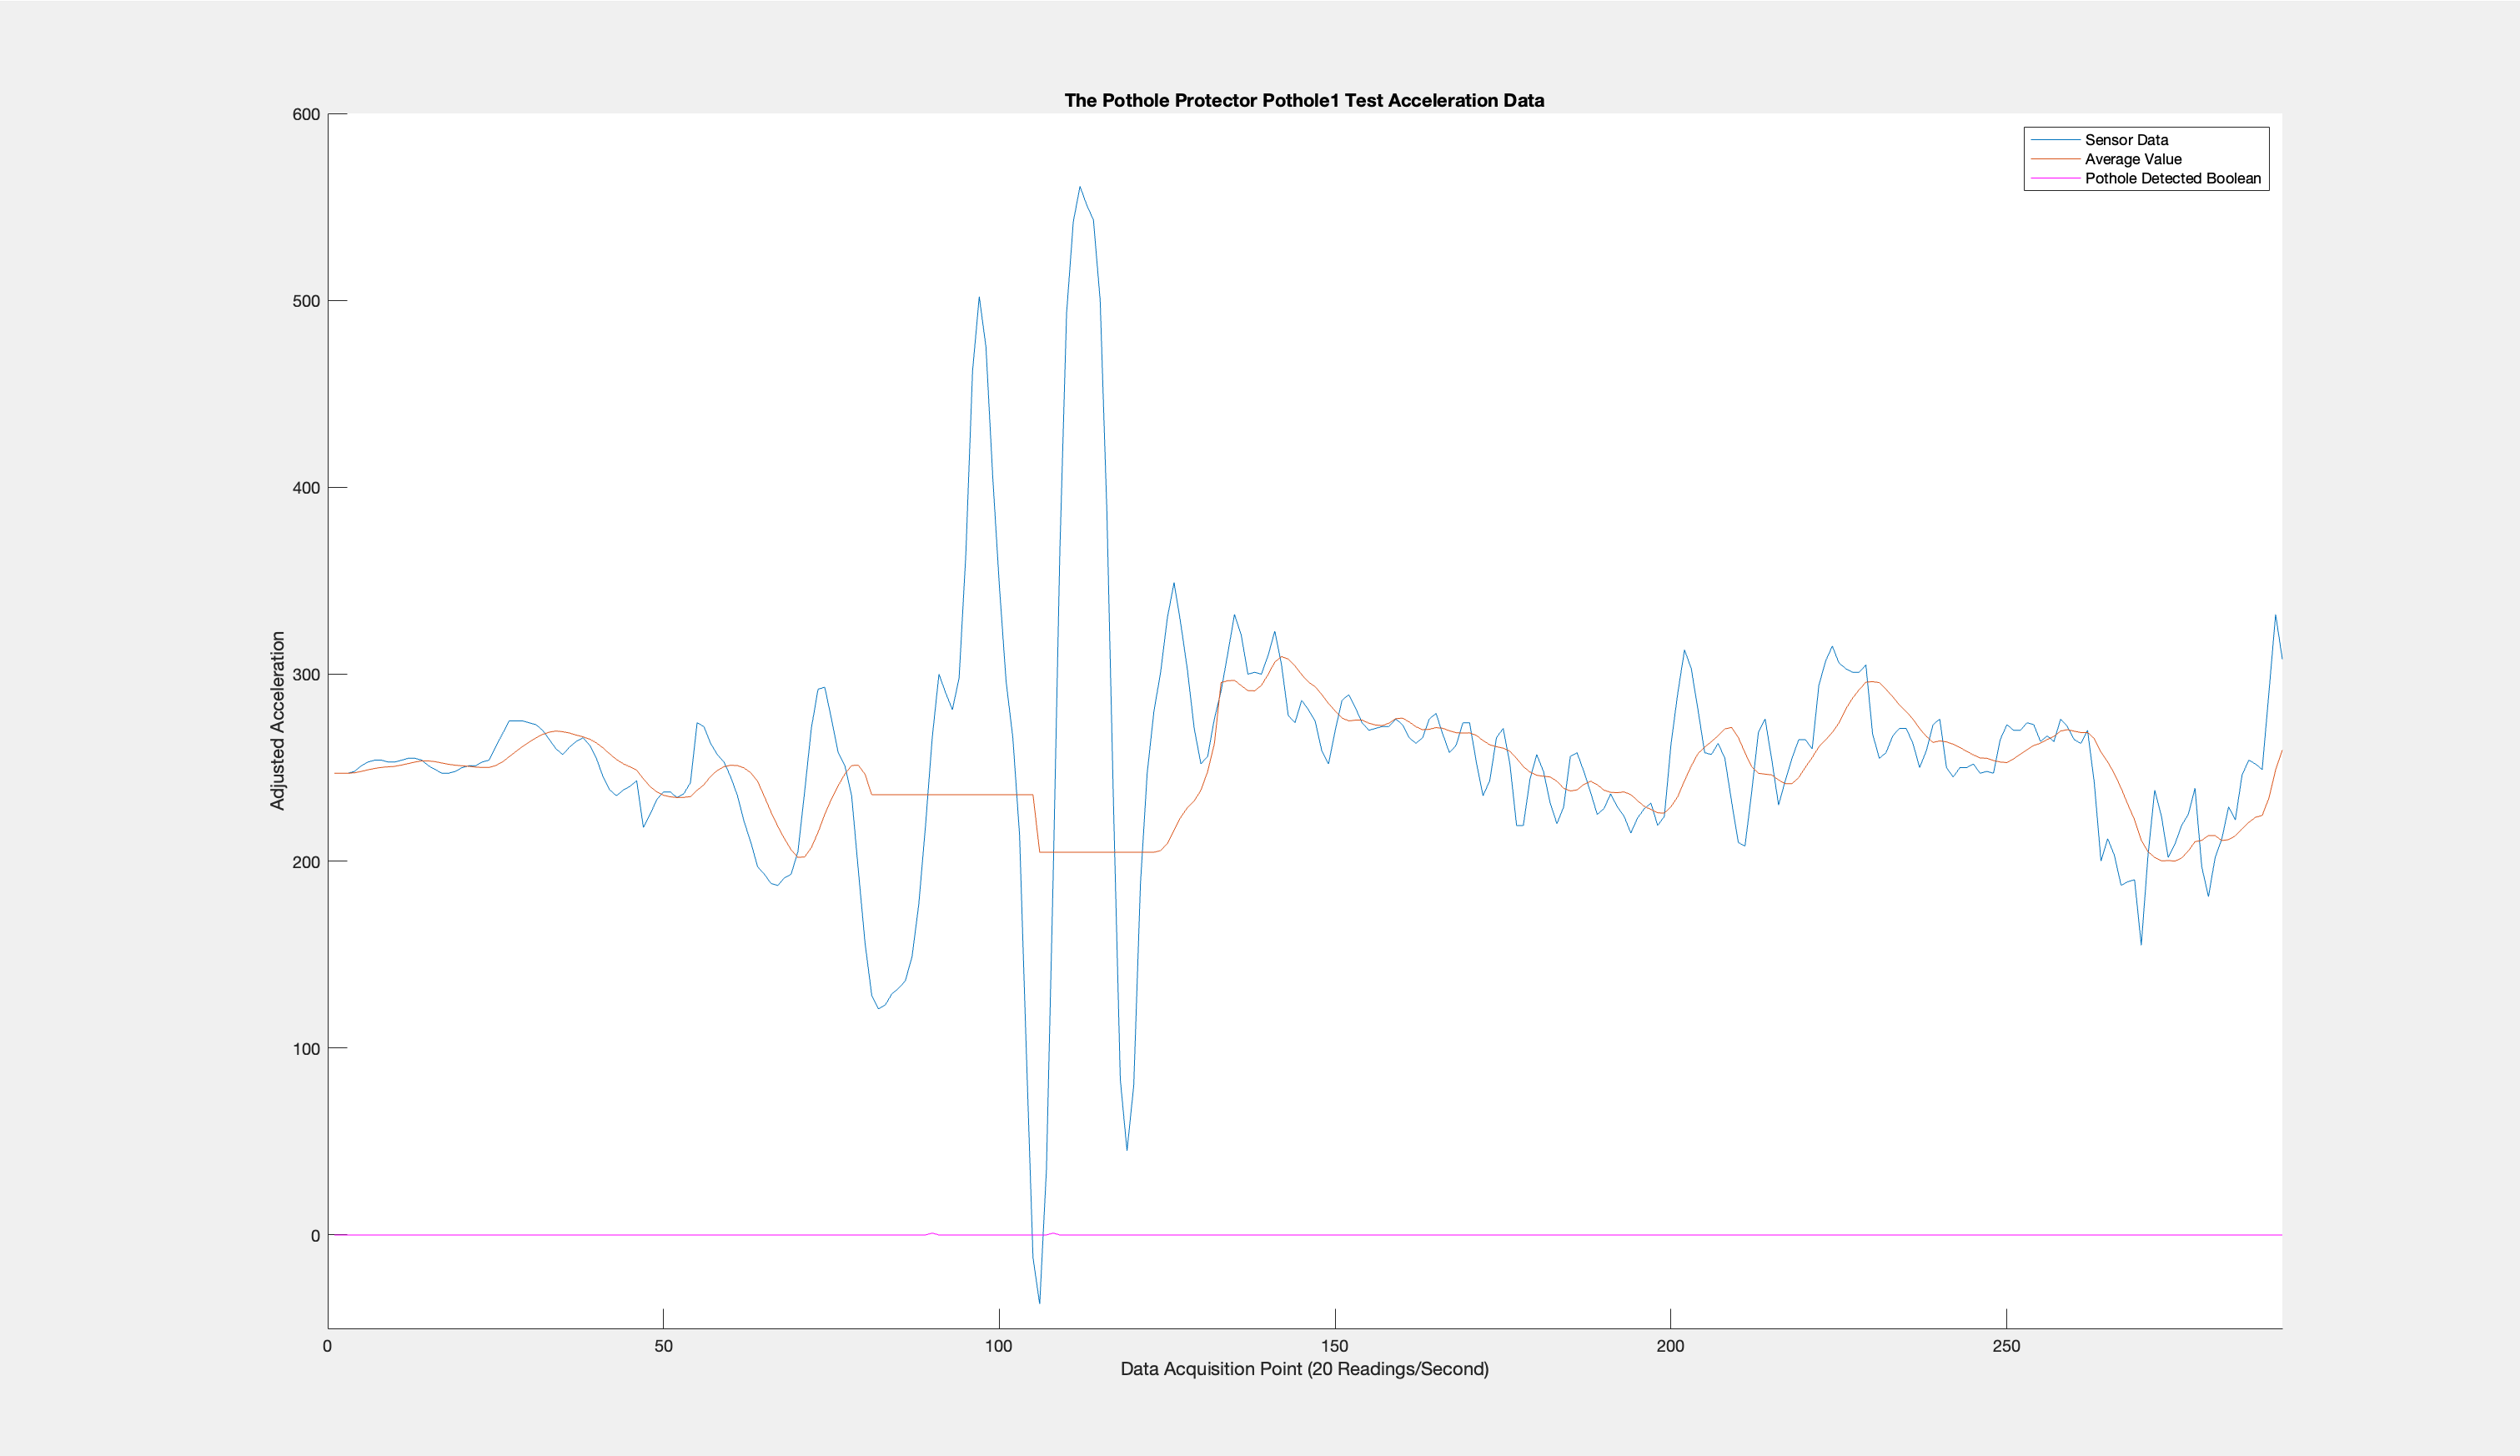 The Pothole Protector Pothole1 Test Acceleration Data
Sensor Data
Average Value
Pothole Detected Boolean
600
500
400
300
200
100
0
Adjusted Acceleration
0 50 100 150 200 250
Data Acquisition Point (20 Readings/Second)